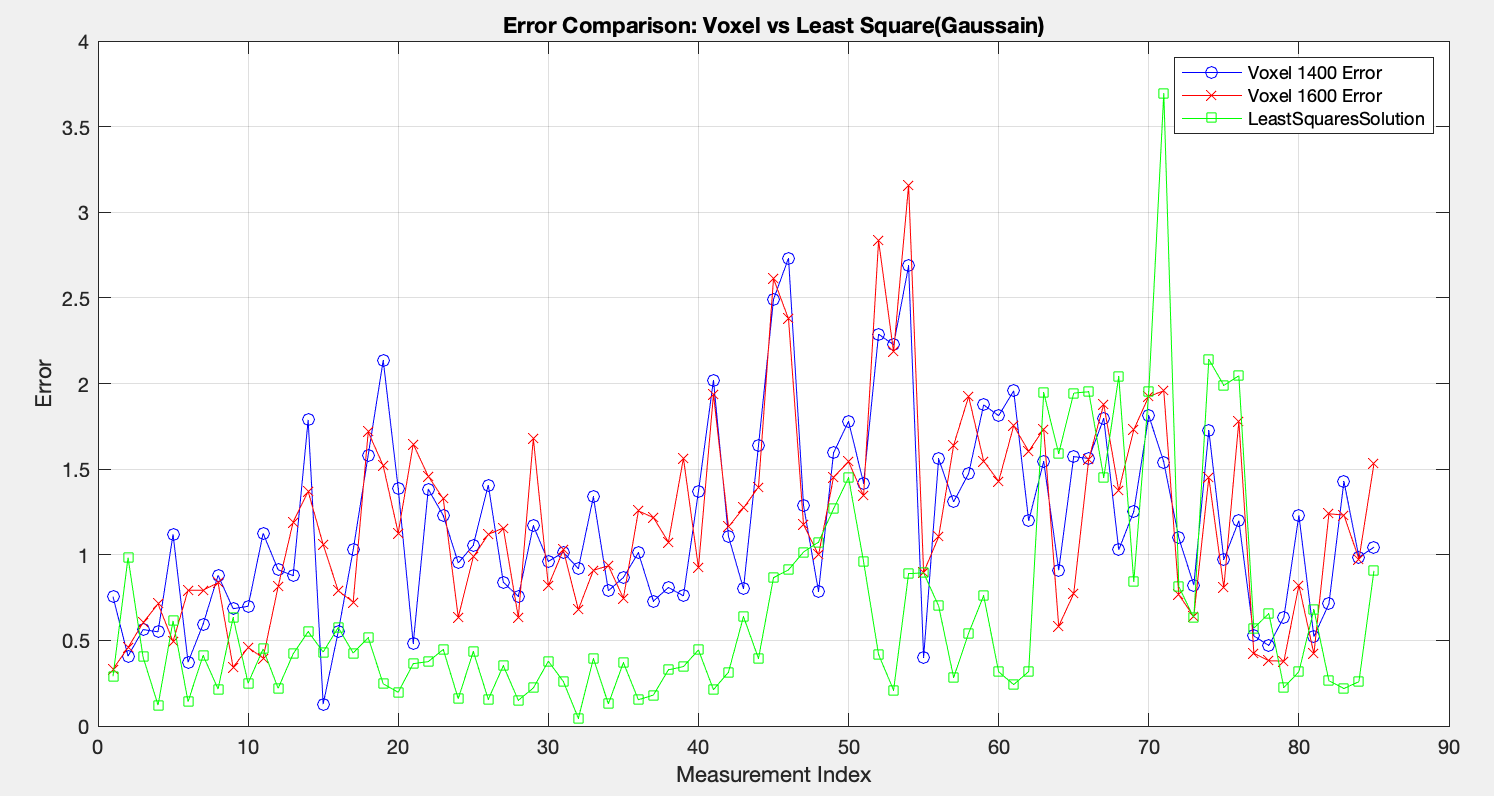 Error Comparison: Voxel vs Least Square(Gaussain)
Voxel 1400 Error
Voxel 1600 Error
LeastSquaresSolution
4
3.5
3
2.5
2
1.5
1
0.5
0
Error
0 10 20 30 40 50 60 70 80 90
Measurement Index